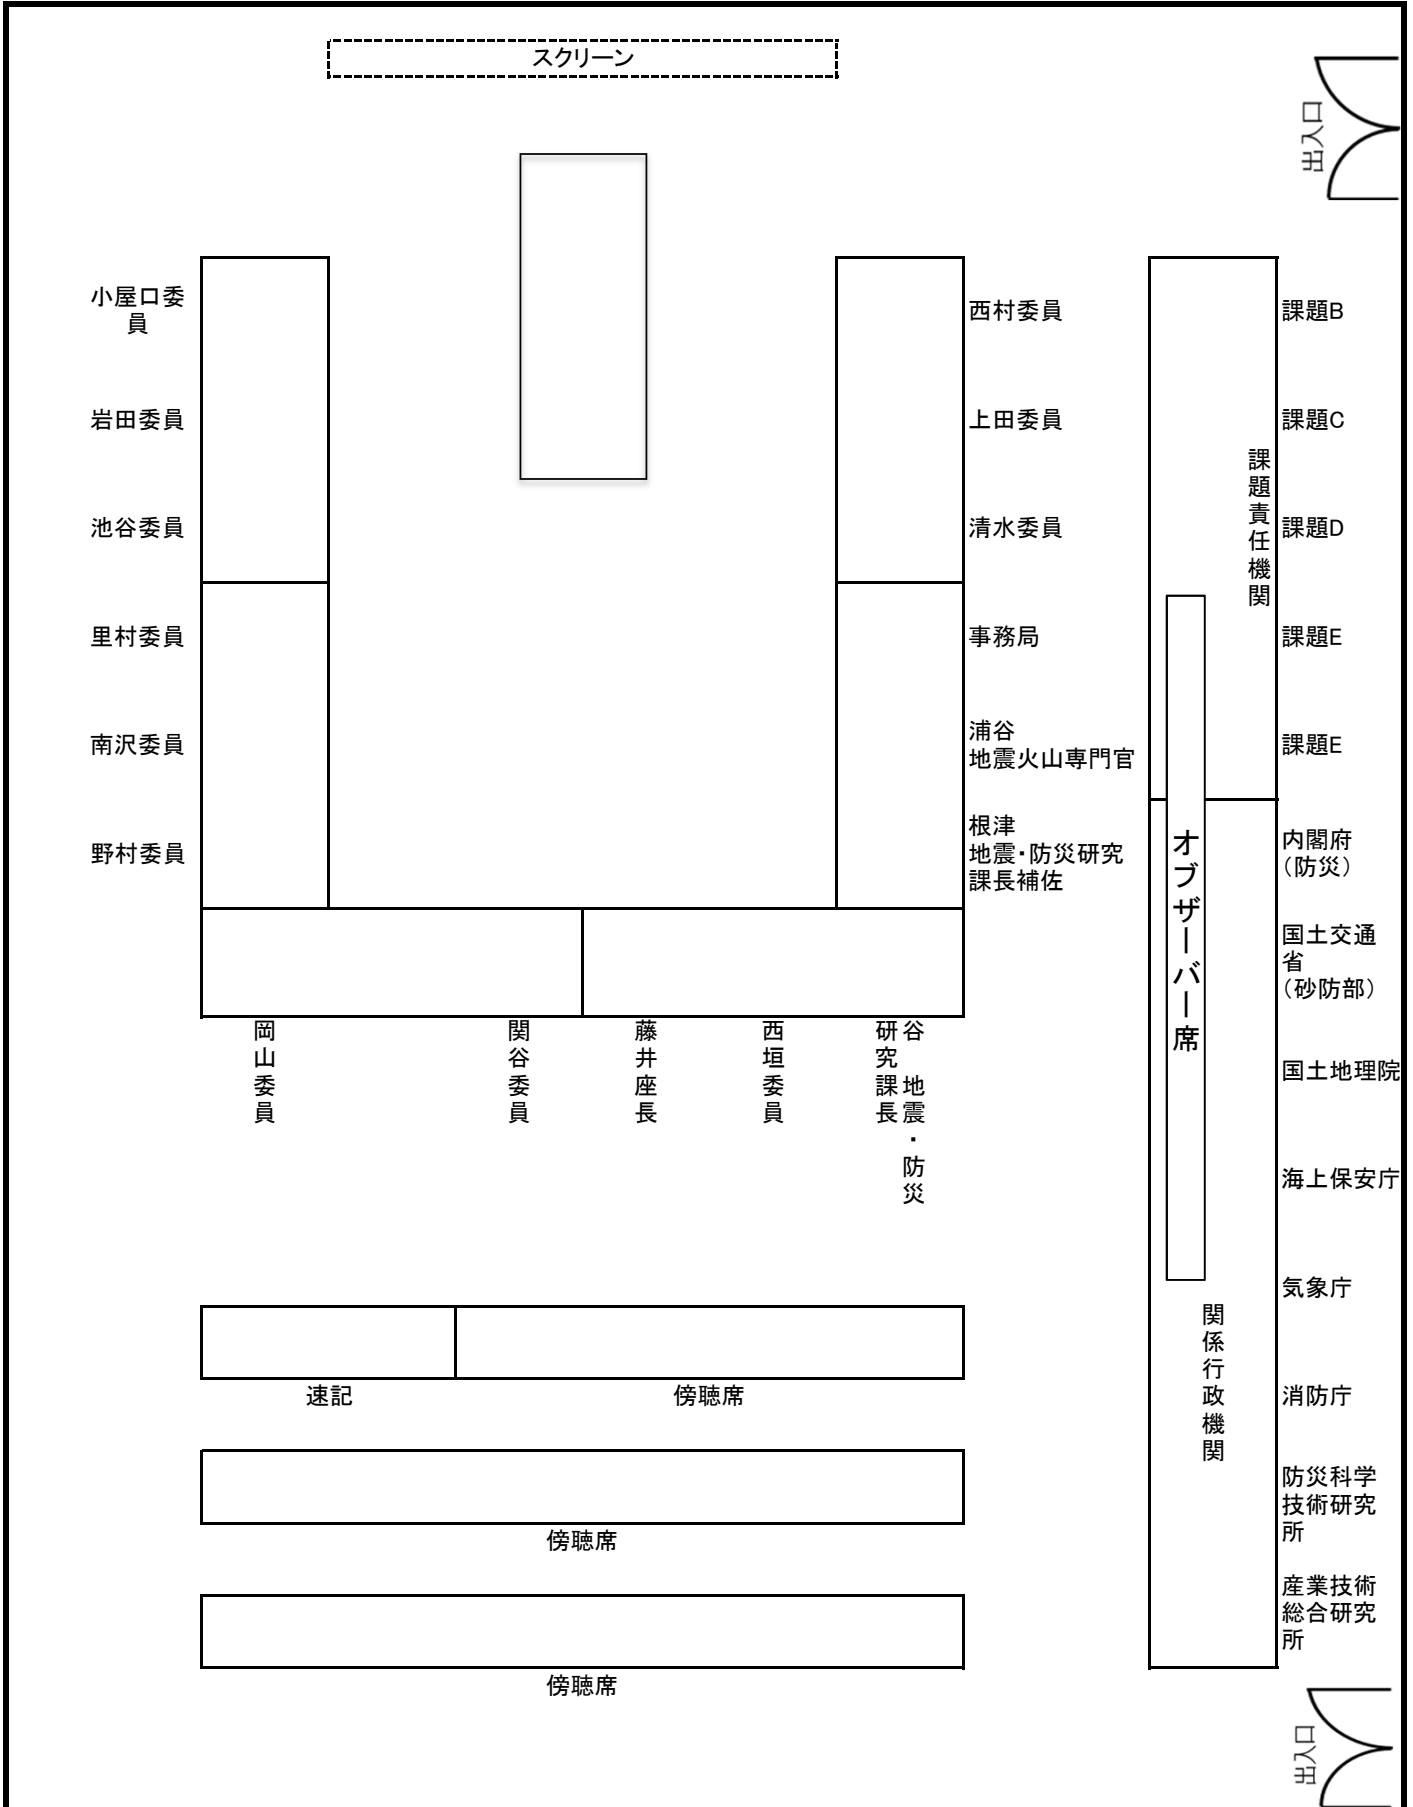 スクリーン
出入口
小屋口委
員
岩田委員
池谷委員
里村委員
南沢委員
野村委員
西村委員
上田委員
清水委員
事務局
浦谷
地震火山専門官
根津
地震・防災研究
課長補佐
岡山委員
関谷委員
藤井座長
西垣委員
谷 地震・防災
研究課長
課題責任機関
オブザーバー席
関係行政機関
課題B
課題C
課題D
課題E
課題E
内閣府
（防災）
国土交通
省
（砂防部）
国土地理院
海上保安庁
気象庁
消防庁
防災科学
技術研究
所
産業技術
総合研究
所
速記
傍聴席
傍聴席
傍聴席
出入口